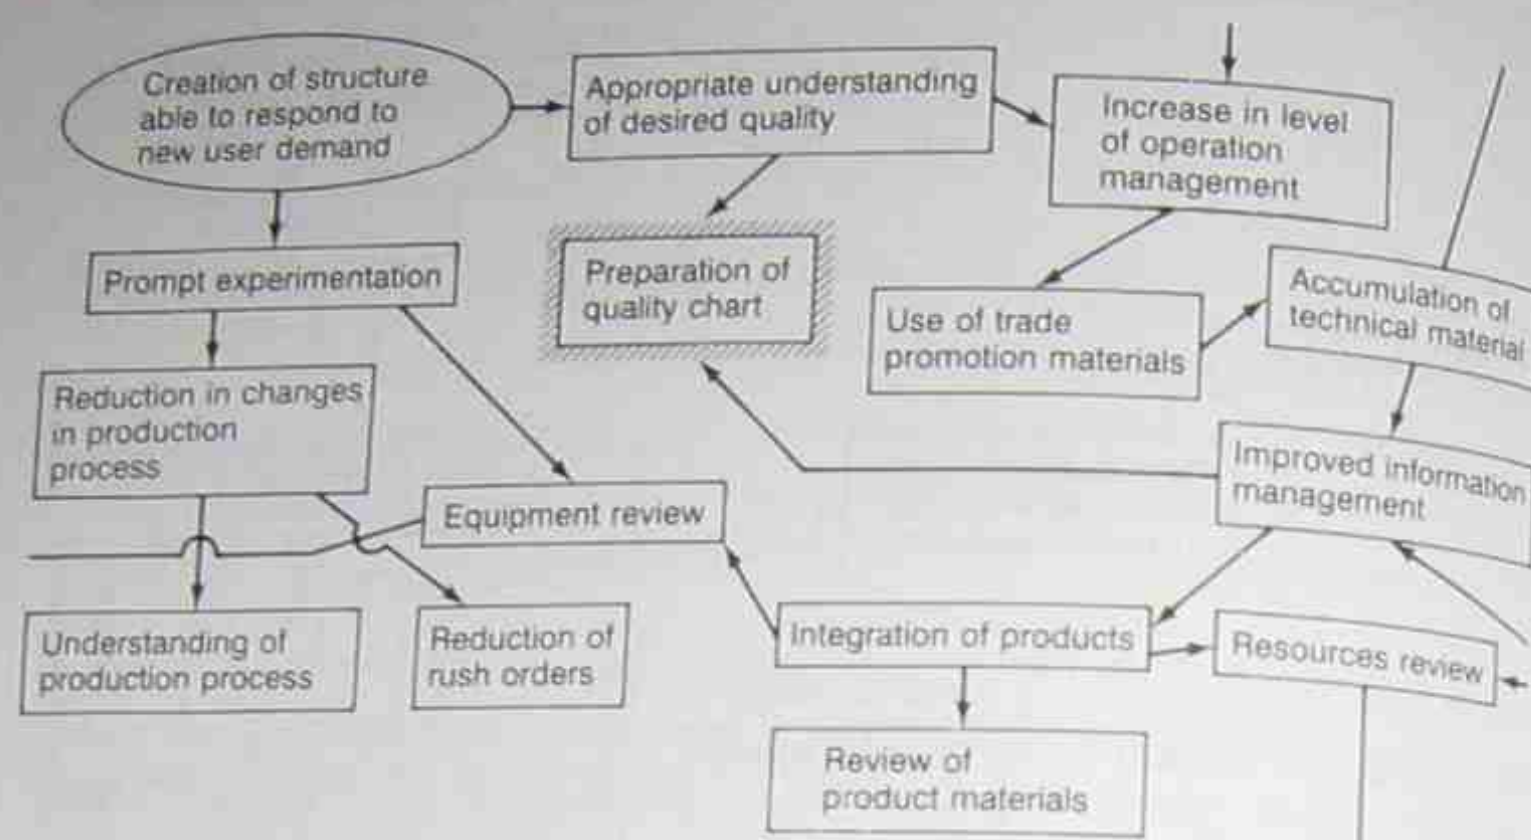 Creation of structure
able to respond to
new user demand
Appropriate understanding
of desired quality
Increase in level
of operation
management
Prompt experimentation
Preparation of
quality chart
Use of trade
promotion materials
Accumulation of
technical material
Reduction in changes
in production
process
Equipment review
Improved information
management
Understanding of
production process
Reduction of
rush orders
Integration of products
Resources review
Review of
product materials